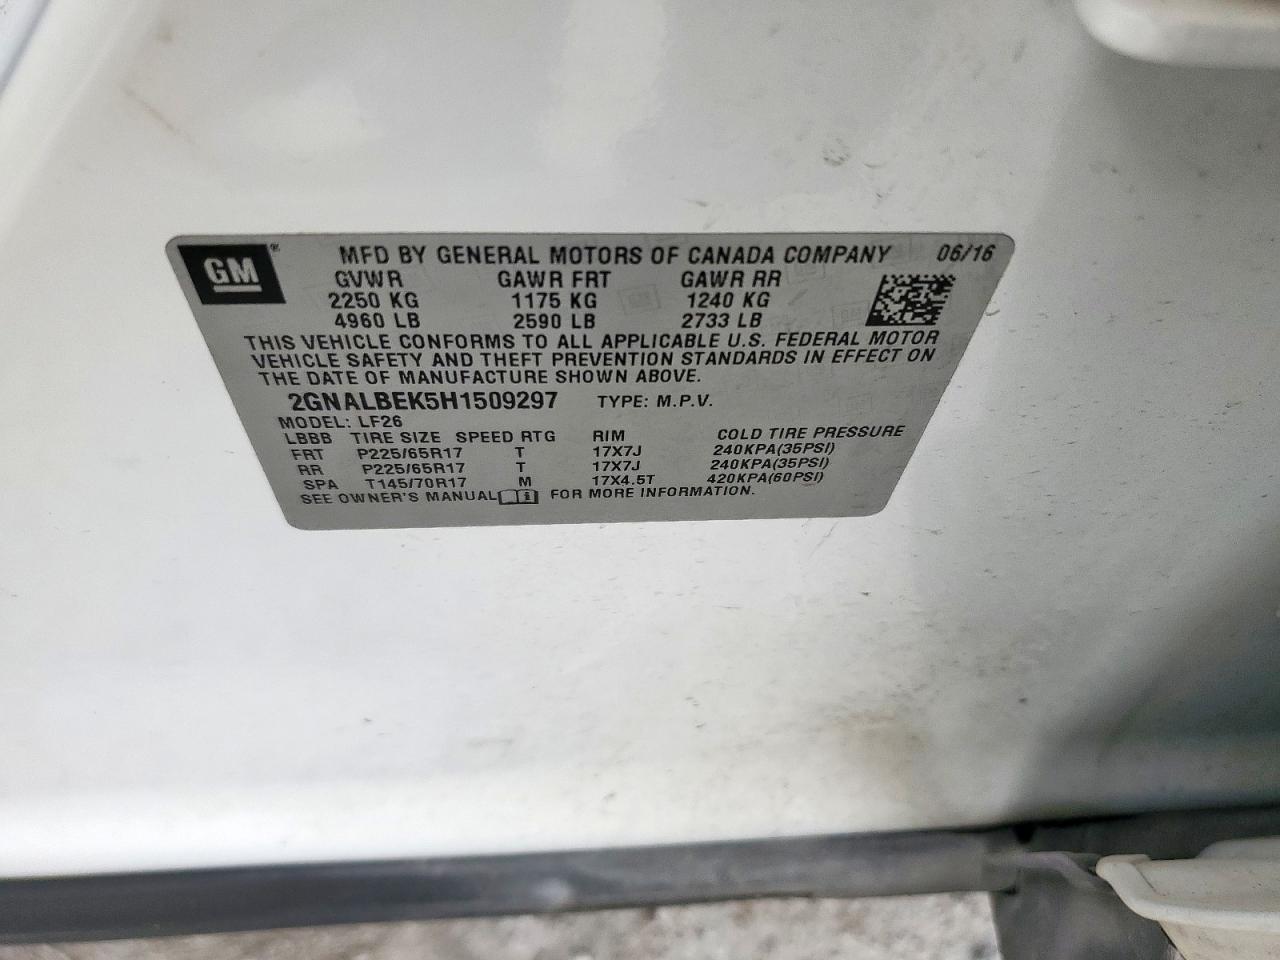 GM ® MFD BY GENERAL MOTORS OF CANADA COMPANY 06/16
GVWR GAWR FRT GAWR RR
2250 KG 1175 KG 1240 KG
4960 LB 2590 LB 2733 LB
THIS VEHICLE CONFORMS TO ALL APPLICABLE U.S. FEDERAL MOTOR
VEHICLE SAFETY AND THEFT PREVENTION STANDARDS IN EFFECT ON
THE DATE OF MANUFACTURE SHOWN ABOVE.
2GNALBEK5H1509297 TYPE: M.P.V.
MODEL: LF26
LBBB TIRE SIZE SPEED RTG RIM COLD TIRE PRESSURE
FRT P225/65R17 T 17X7J 240KPA(35PSI)
RR P225/65R17 T 17X7J 240KPA(35PSI)
SPA T145/70R17 M 17X4.5T 420KPA(60PSI)
SEE OWNER'S MANUAL FOR MORE INFORMATION.